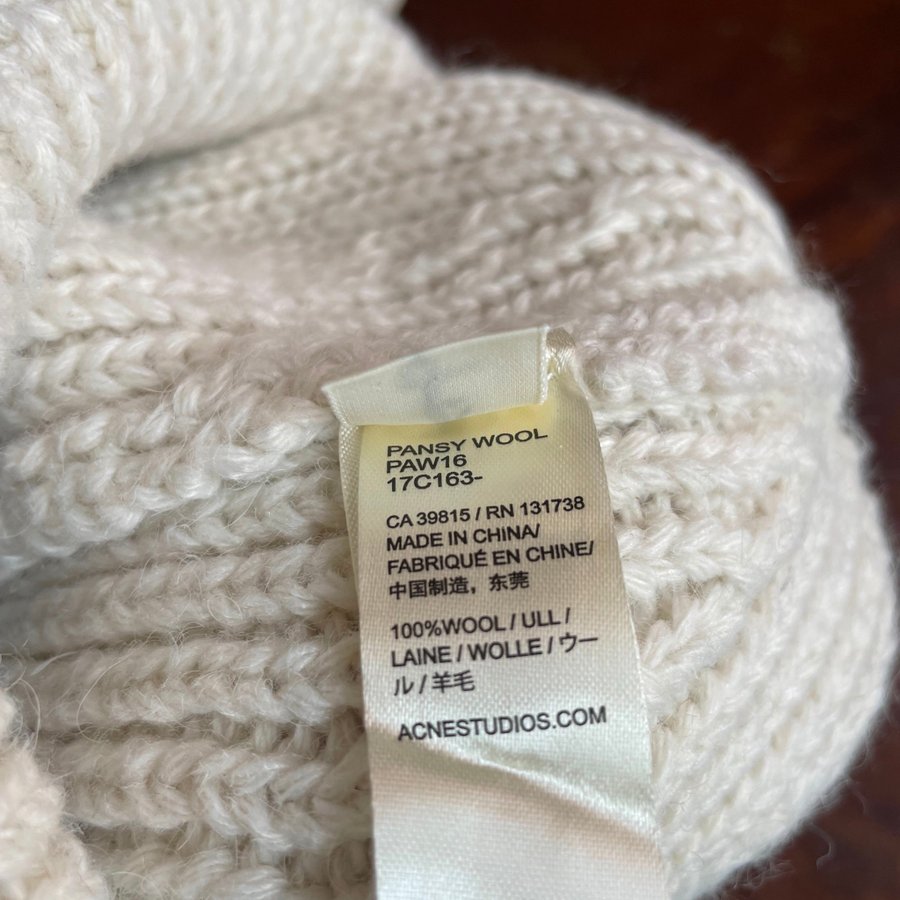 PANSY WOOL
PAW16
17C163-
CA 39815 / RN 131738
MADE IN CHINA/
FABRIQUÉ EN CHINE/
中国制造，东莞
100%WOOL / ULL /
LAINE / WOLLE / ウー
ル / 羊毛
ACNESTUDIOS.COM